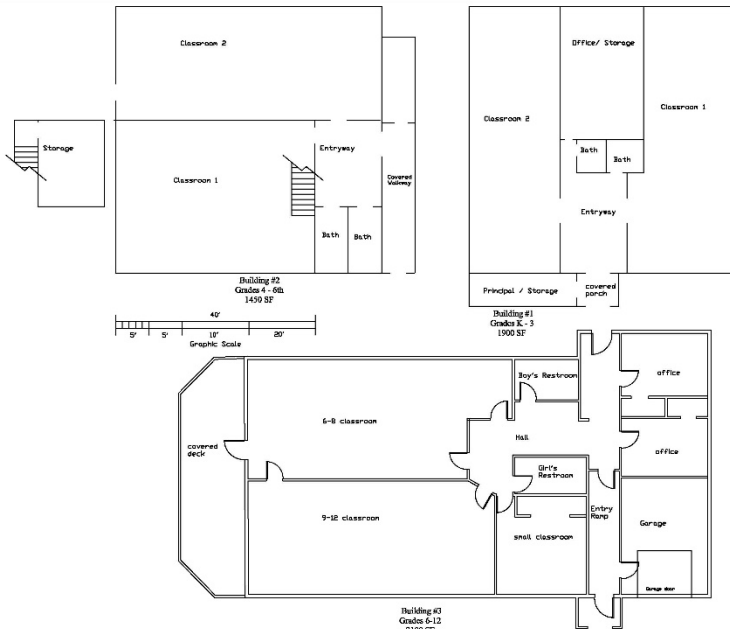 Classroom 2
Storage
Entryway
Classroom 1
Covered
Walkway
Bath
Bath
Building #2
Grades 4 - 6th
1450 SF
40'
5'
5'
10'
20'
Graphic Scale
Office/ Storage
Classroom 1
Classroom 2
Bath
Bath
Entryway
Principal / Storage
covered
porch
Building #1
Grades K - 3
1900 SF
Boy's Restroom
office
6-8 classroom
Hall
covered
deck
office
Girl's
Restroom
9-12 classroom
Entry
Ramp
Garage
small classroom
Garage door
Building #3
Grades 6-12